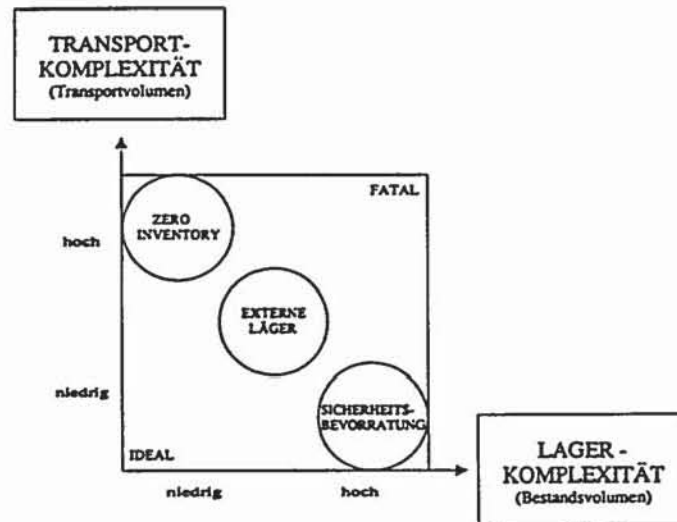 TRANSPORT-
KOMPLEXITÄT
(Transportvolumen)
FATAL
ZERO
INVENTORY
hoch
EXTERNE
LÄGER
niedrig
SICHERHEITS-
BEVORRATUNG
IDEAL
niedrig
hoch
LAGER -
KOMPLEXITÄT
(Bestandsvolumen)